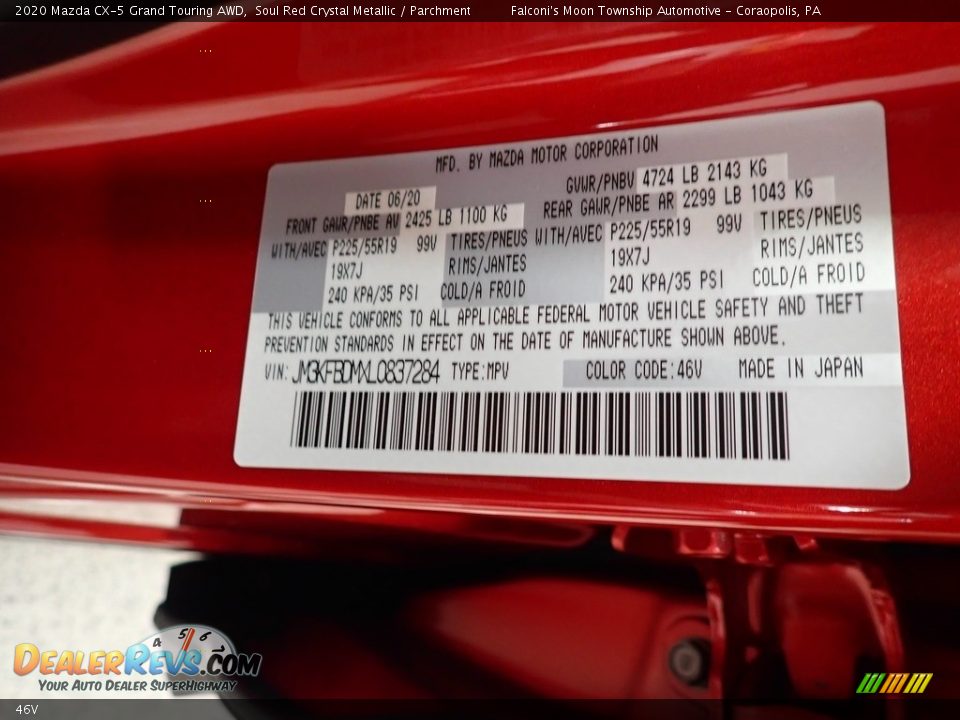 2020 Mazda CX-5 Grand Touring AWD, Soul Red Crystal Metallic / Parchment Falconi's Moon Township Automotive - Coraopolis, PA
MFD. BY MAZDA MOTOR CORPORATION
DATE 06/20 GVWR/PNBV 4724 LB 2143 KG
FRONT GAWR/PNBE AV 2425 LB 1100 KG REAR GAWR/PNBE AR 2299 LB 1043 KG
WITH/AVEC P225/55R19 99V TIRES/PNEUS WITH/AVEC P225/55R19 99V TIRES/PNEUS
19X7J RIMS/JANTES 19X7J RIMS/JANTES
240 KPA/35 PSI COLD/A FROID 240 KPA/35 PSI COLD/A FROID
THIS VEHICLE CONFORMS TO ALL APPLICABLE FEDERAL MOTOR VEHICLE SAFETY AND THEFT
PREVENTION STANDARDS IN EFFECT ON THE DATE OF MANUFACTURE SHOWN ABOVE.
VIN: JM3KFBDMXL0837284 TYPE:MPV COLOR CODE:46V MADE IN JAPAN
4 5 6
DEALERREVS.COM
YOUR AUTO DEALER SUPERHIGHWAY
46V